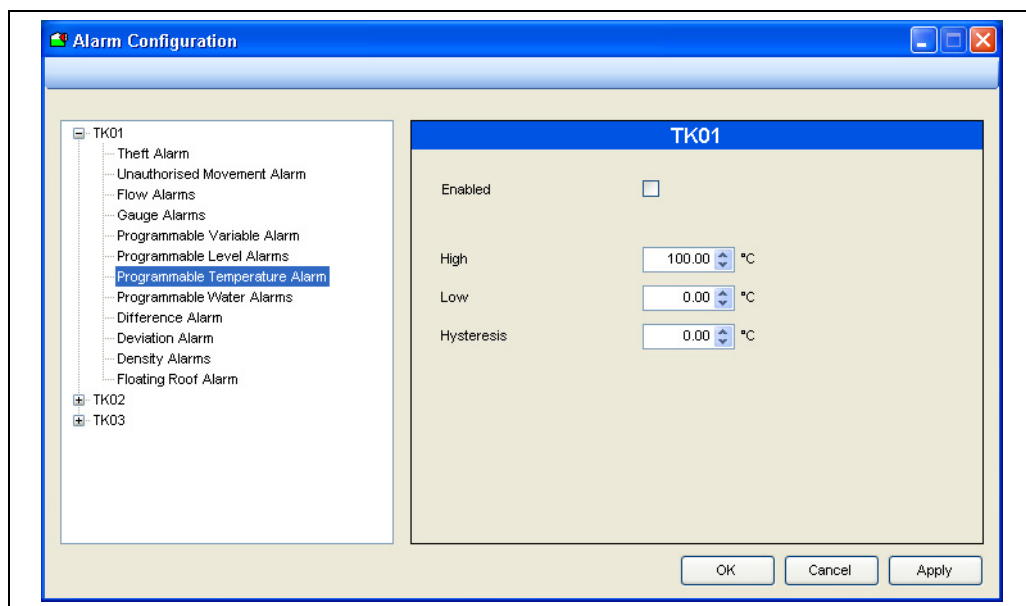 Alarm Configuration
TK01
Theft Alarm
Unauthorised Movement Alarm
Flow Alarms
Gauge Alarms
Programmable Variable Alarm
Programmable Level Alarms
Programmable Temperature Alarm
Programmable Water Alarms
Difference Alarm
Deviation Alarm
Density Alarms
Floating Roof Alarm
TK02
TK03
TK01
Enabled
High 100.00 °C
Low 0.00 °C
Hysteresis 0.00 °C
OK Cancel Apply